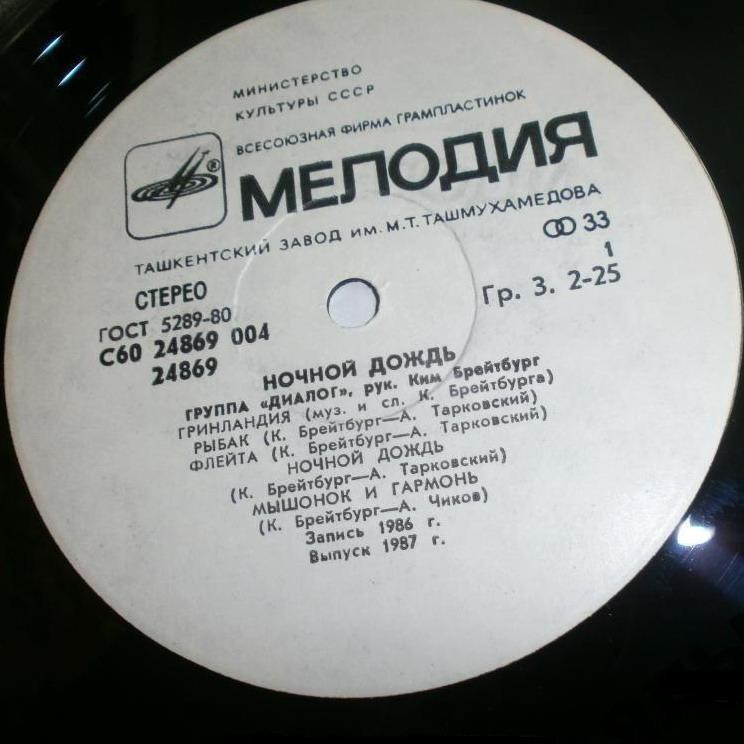 МИНИСТЕРСТВО
КУЛЬТУРЫ СССР
ВСЕСОЮЗНАЯ ФИРМА ГРАМПЛАСТИНОК
®
МЕЛОДИЯ
ТАШКЕНТСКИЙ ЗАВОД ИМ. М.Т. ТАШМУХАМЕДОВА
СТЕРЕО
33
ГОСТ 5289-80
1
С60 24869 004
Гр. 3. 2-25
24869
НОЧНОЙ ДОЖДЬ
ГРУППА «ДИАЛОГ», рук. Ким Брейтбург
ГРИНЛАНДИЯ (муз. и сл. К. Брейтбурга)
РЫБАК (К. Брейтбург—А. Тарковский)
ФЛЕЙТА (К. Брейтбург—А. Тарковский)
НОЧНОЙ ДОЖДЬ
(К. Брейтбург—А. Тарковский)
МЫШОНОК И ГАРМОНЬ
(К. Брейтбург—А. Чиков)
Запись 1986 г.
Выпуск 1987 г.